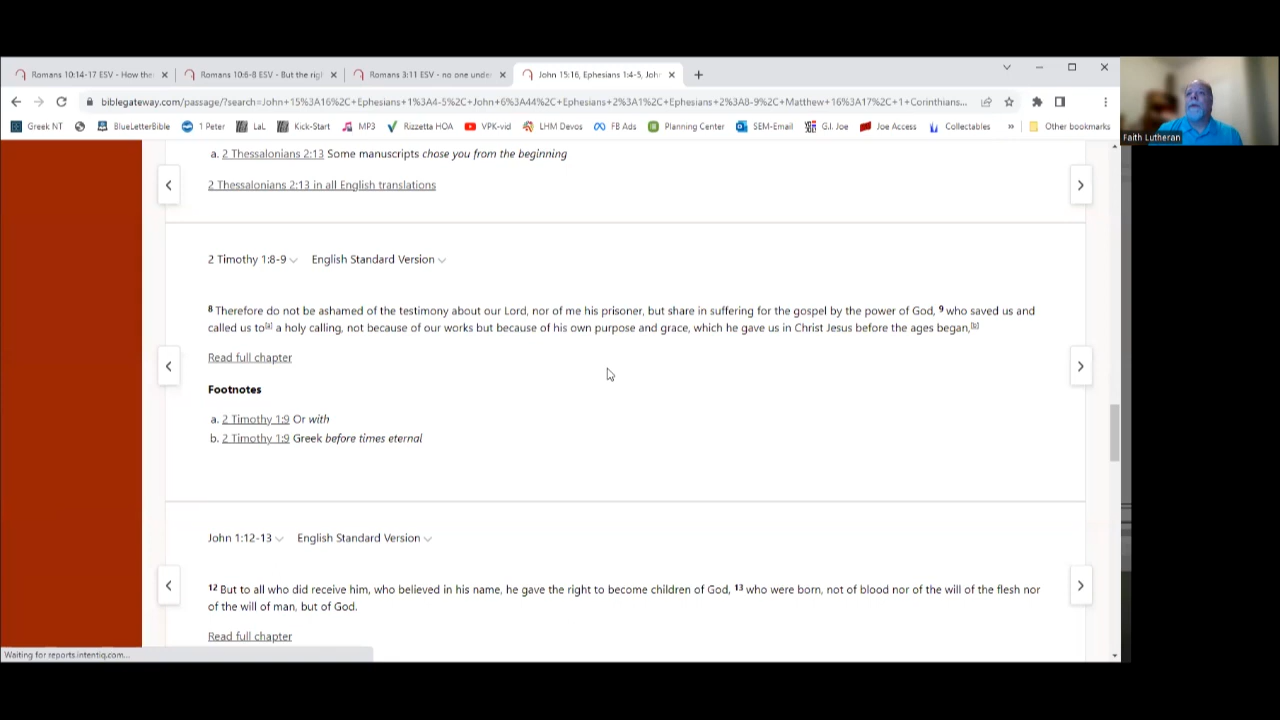 Romans 10:14-17 ESV - How the
Romans 10:6-8 ESV - But the rig
Romans 3:11 ESV - no one unde
John 15:16, Ephesians 1:4-5, Joh
biblegateway.com/passage/?search=John+15%3A16%2C+Ephesians+1%3A4-5%2C+John+6%3A44%2C+Ephesians+2%3A1%2C+Ephesians+2%3A8-9%2C+Matthew+16%3A17%2C+1+Corinthians...
Greek NT BlueLetterBible 1 Peter LaL Kick-Start MP3 Rizzetta HOA VPK-vid LHM Devos FB Ads Planning Center SEM-Email G.I. Joe Joe Access Collectables » Other bookmarks
Faith Lutheran
a. 2 Thessalonians 2:13 Some manuscripts chose you from the beginning
2 Thessalonians 2:13 in all English translations
2 Timothy 1:8-9 English Standard Version
8 Therefore do not be ashamed of the testimony about our Lord, nor of me his prisoner, but share in suffering for the gospel by the power of God, 9 who saved us and
called us to[a] a holy calling, not because of our works but because of his own purpose and grace, which he gave us in Christ Jesus before the ages began,[b]
Read full chapter
Footnotes
a. 2 Timothy 1:9 Or with
b. 2 Timothy 1:9 Greek before times eternal
John 1:12-13 English Standard Version
12 But to all who did receive him, who believed in his name, he gave the right to become children of God, 13 who were born, not of blood nor of the will of the flesh nor
of the will of man, but of God.
Read full chapter
Waiting for reports.intentiq.com...